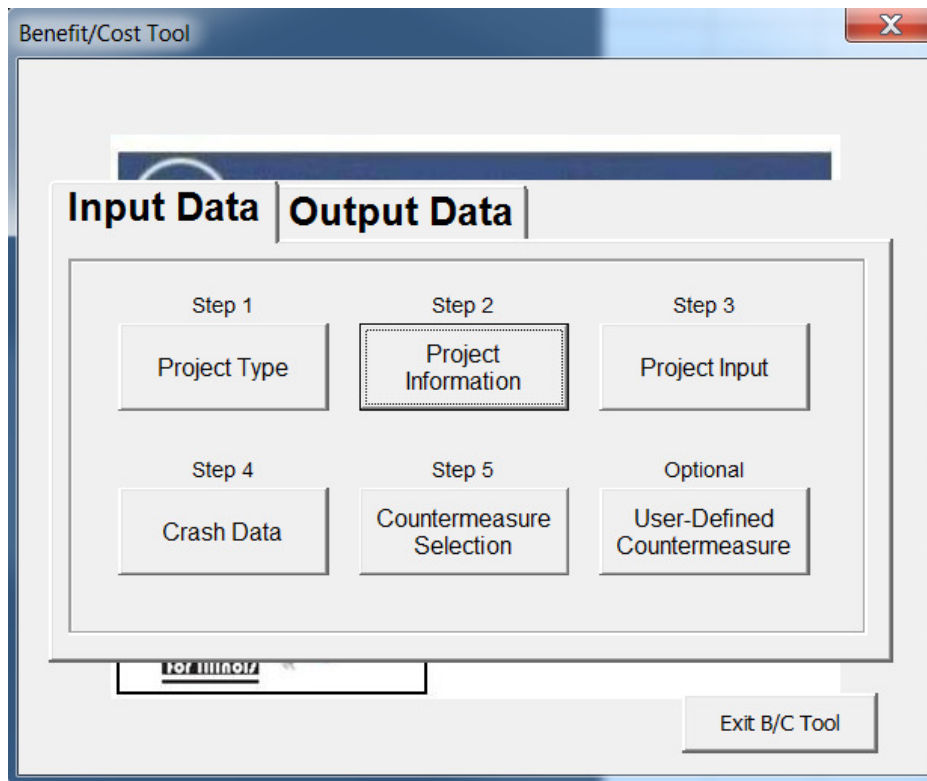 Benefit/Cost Tool
X
Input Data
Output Data
Step 1
Step 2
Step 3
Project Type
Project
Information
Project Input
Step 4
Step 5
Optional
Crash Data
Countermeasure
Selection
User-Defined
Countermeasure
for Illinois
Exit B/C Tool